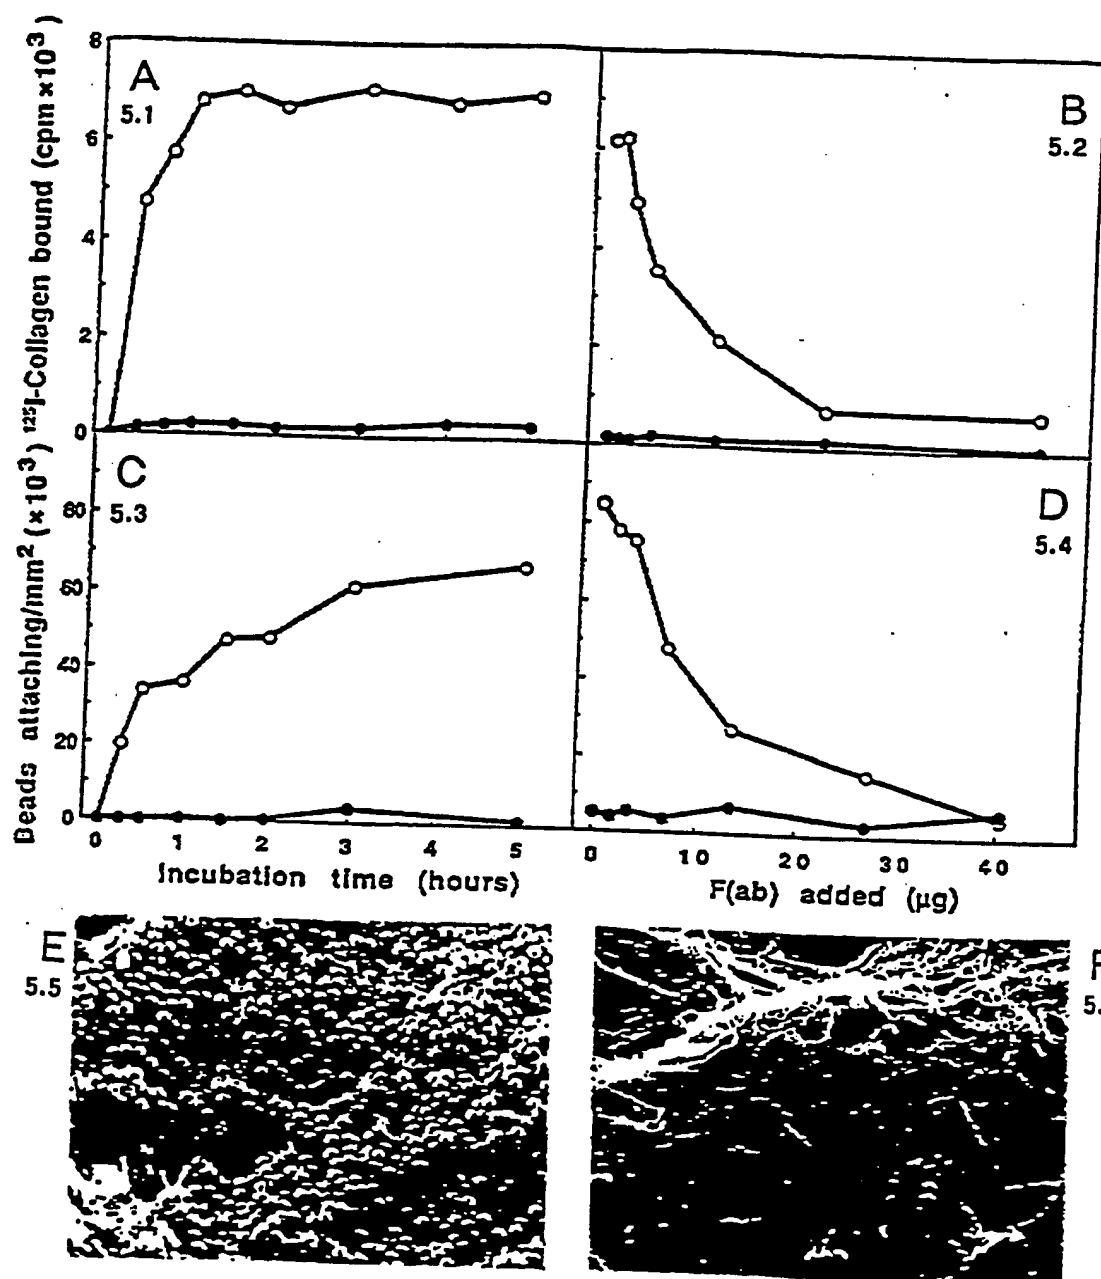 Beads attaching/mm² (×10³) ¹²⁵I-Collagen bound (cpm ×10³)
8
6
4
2
0
A
5.1
B
5.2
80
60
40
20
0
C
5.3
D
5.4
0 1 2 3 4 5
Incubation time (hours)
0 10 20 30 40
F(ab) added (µg)
E
5.5
F
5.